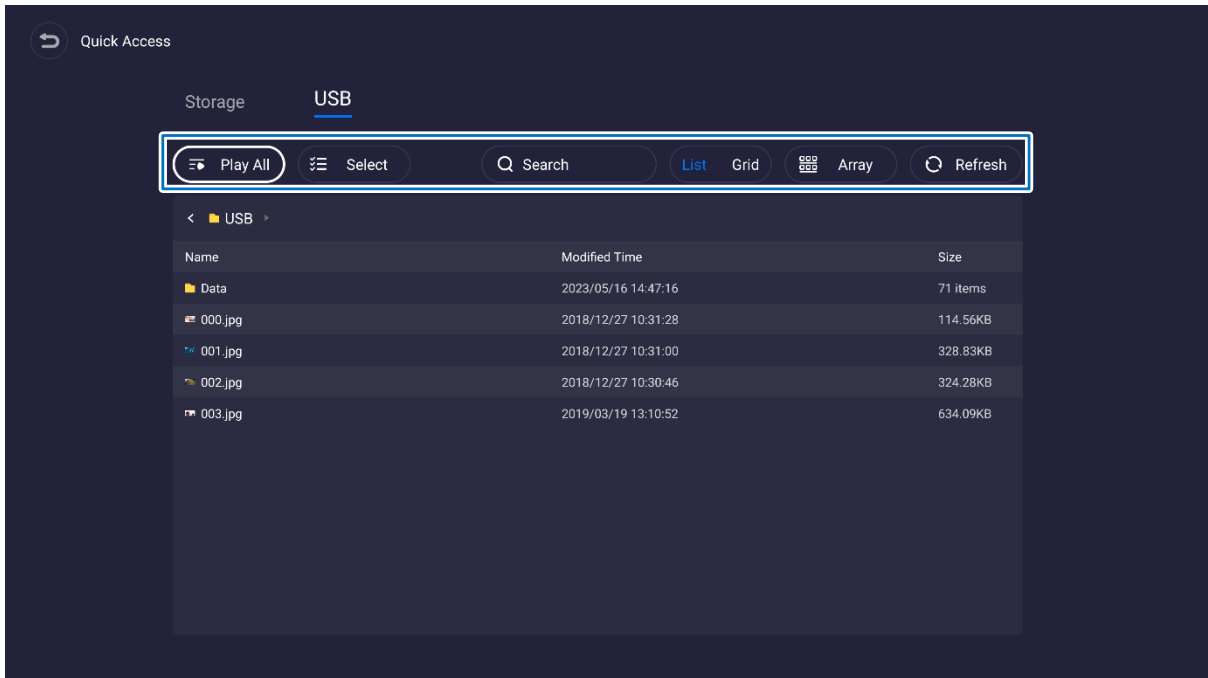 Quick Access
Storage USB
Play All Select Search List Grid Array Refresh
USB
Name Modified Time Size
Data 2023/05/16 14:47:16 71 items
000.jpg 2018/12/27 10:31:28 114.56KB
001.jpg 2018/12/27 10:31:00 328.83KB
002.jpg 2018/12/27 10:30:46 324.28KB
003.jpg 2019/03/19 13:10:52 634.09KB